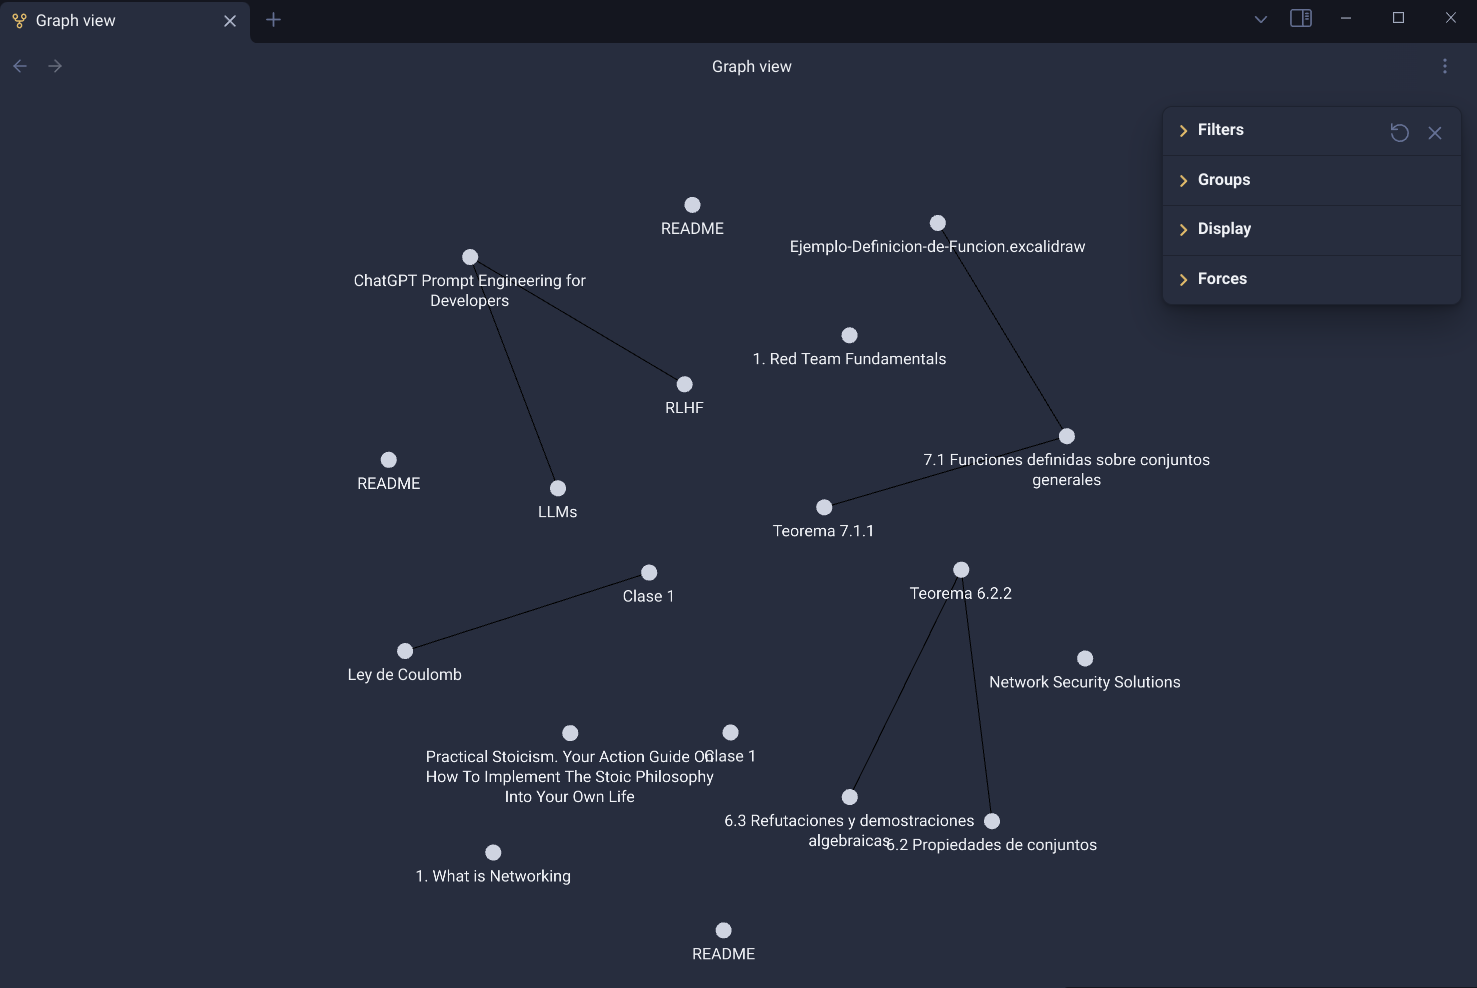 Graph view
Graph view
Filters
Groups
Display
Forces
README
Ejemplo-Definicion-de-Funcion.excalidraw
ChatGPT Prompt Engineering for
Developers
1. Red Team Fundamentals
RLHF
7.1 Funciones definidas sobre conjuntos
generales
README
LLMs
Teorema 7.1.1
Clase 1
Teorema 6.2.2
Ley de Coulomb
Network Security Solutions
Practical Stoicism. Your Action Guide On
How To Implement The Stoic Philosophy
Into Your Own Life
Clase 1
6.3 Refutaciones y demostraciones
algebraicas
6.2 Propiedades de conjuntos
1. What is Networking
README